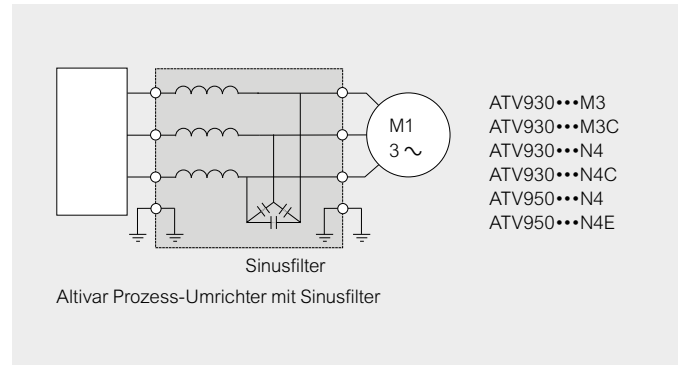 M1
3 ∼
ATV930•••M3
ATV930•••M3C
ATV930•••N4
ATV930•••N4C
ATV950•••N4
ATV950•••N4E
Sinusfilter
Altivar Prozess-Umrichter mit Sinusfilter